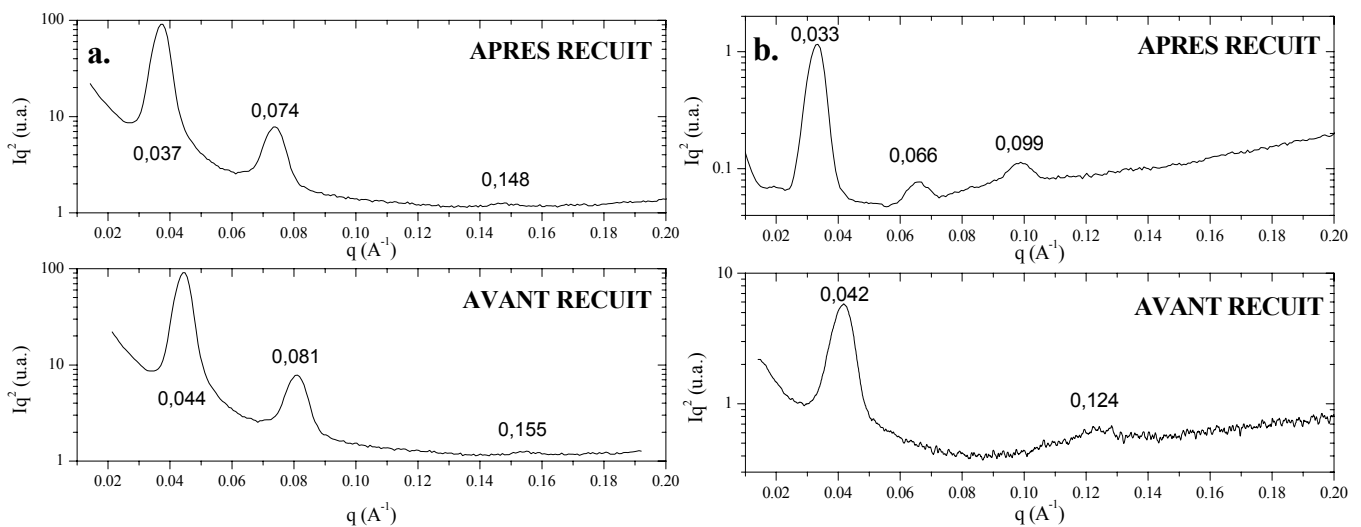 a.
APRES RECUIT
Iq² (u.a.)
100
10
1
0,037
0,074
0,148
0.02 0.04 0.06 0.08 0.10 0.12 0.14 0.16 0.18 0.20
q (A⁻¹)
AVANT RECUIT
Iq² (u.a.)
100
10
1
0,044
0,081
0,155
0.02 0.04 0.06 0.08 0.10 0.12 0.14 0.16 0.18 0.20
q (A⁻¹)
b.
APRES RECUIT
Iq² (u.a.)
1
0.1
0,033
0,066
0,099
0.02 0.04 0.06 0.08 0.10 0.12 0.14 0.16 0.18 0.20
q (A⁻¹)
AVANT RECUIT
Iq² (u.a.)
10
1
0,042
0,124
0.02 0.04 0.06 0.08 0.10 0.12 0.14 0.16 0.18 0.20
q (A⁻¹)